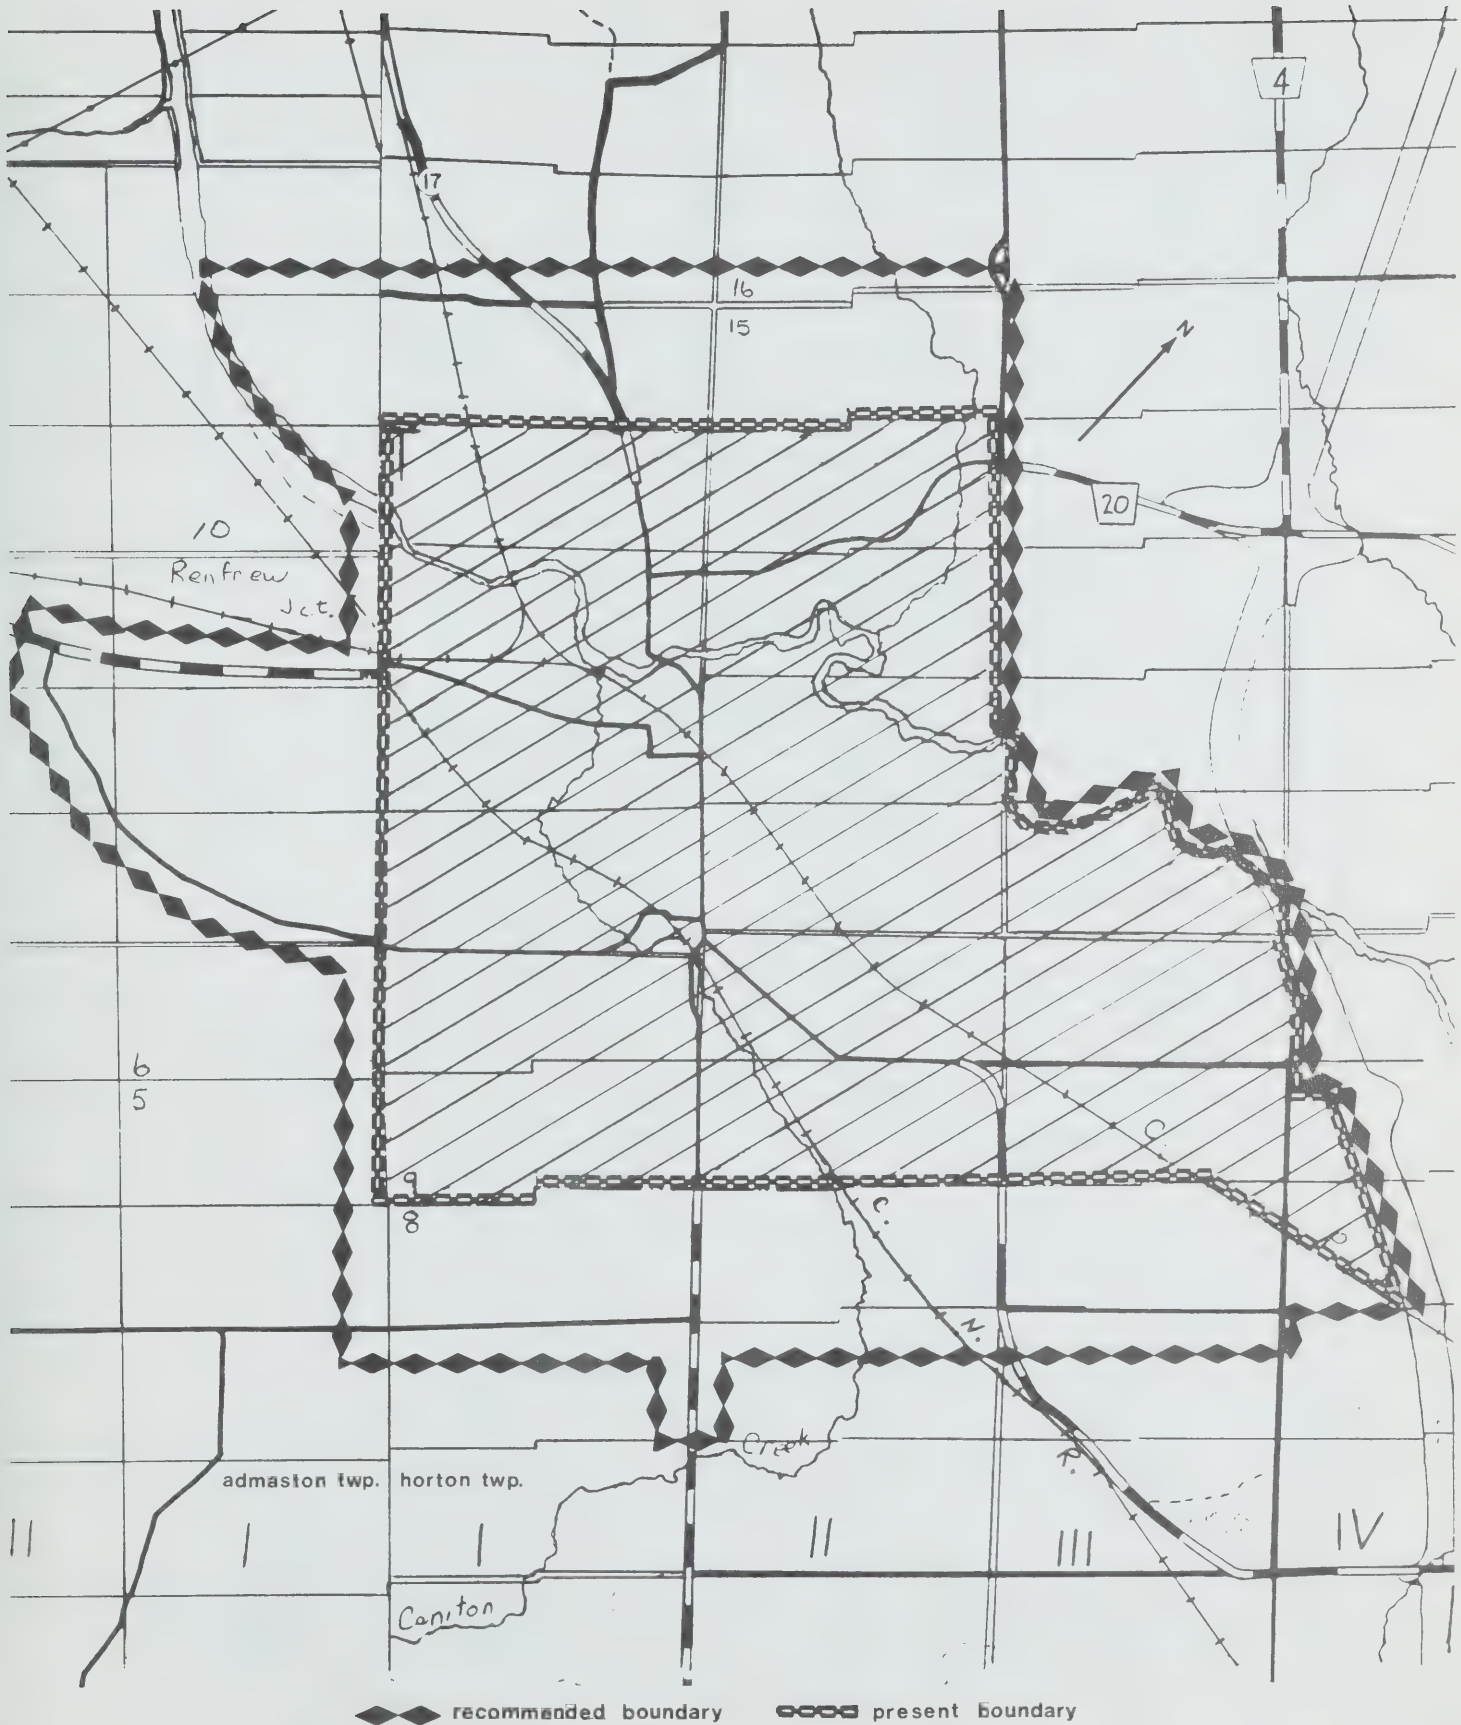 4
17
16
15
N
20
10
Renfrew
Jct.
6
5
9
8
C.
P.
C.
N.
R.
Creek
admaston twp. horton twp.
II
I
I
II
III
IV
Caniton
recommended boundary
present boundary